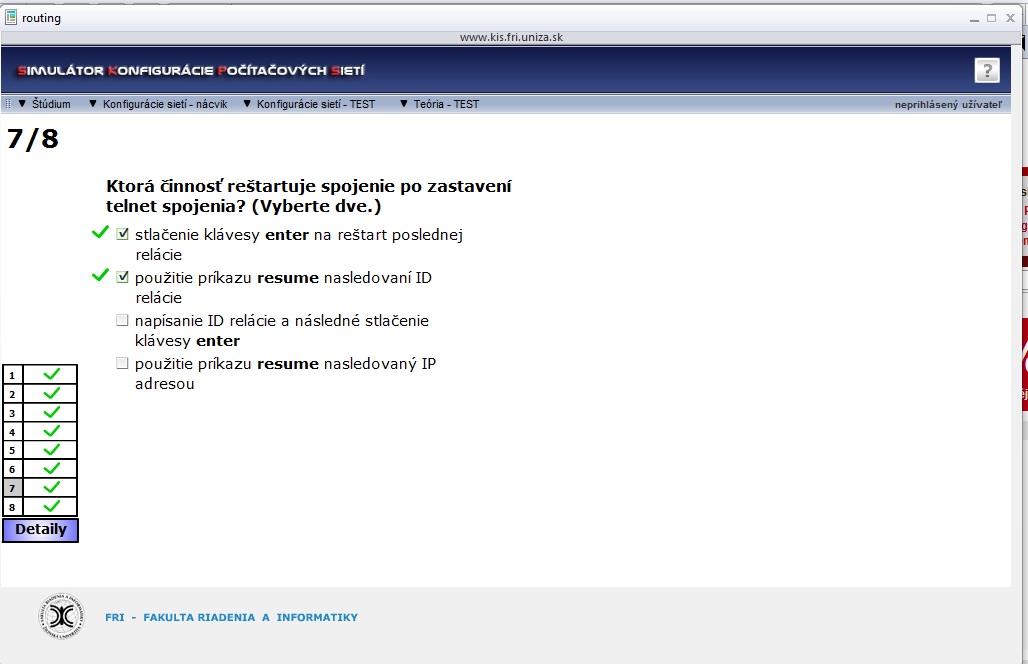 routing
www.kis.fri.uniza.sk
SIMULÁTOR KONFIGURÁCIE POČÍTAČOVÝCH SIETÍ
?
▼ Štúdium ▼ Konfigurácie sietí - nácvik ▼ Konfigurácie sietí - TEST ▼ Teória - TEST neprihlásený užívateľ
7/8
Ktorá činnosť reštartuje spojenie po zastavení
telnet spojenia? (Vyberte dve.)
stlačenie klávesy enter na reštart poslednej
relácie
použitie príkazu resume nasledovaní ID
relácie
napísanie ID relácie a následné stlačenie
klávesy enter
použitie príkazu resume nasledovaný IP
adresou
1
2
3
4
5
6
7
8
Detaily
FRI - FAKULTA RIADENIA A INFORMATIKY